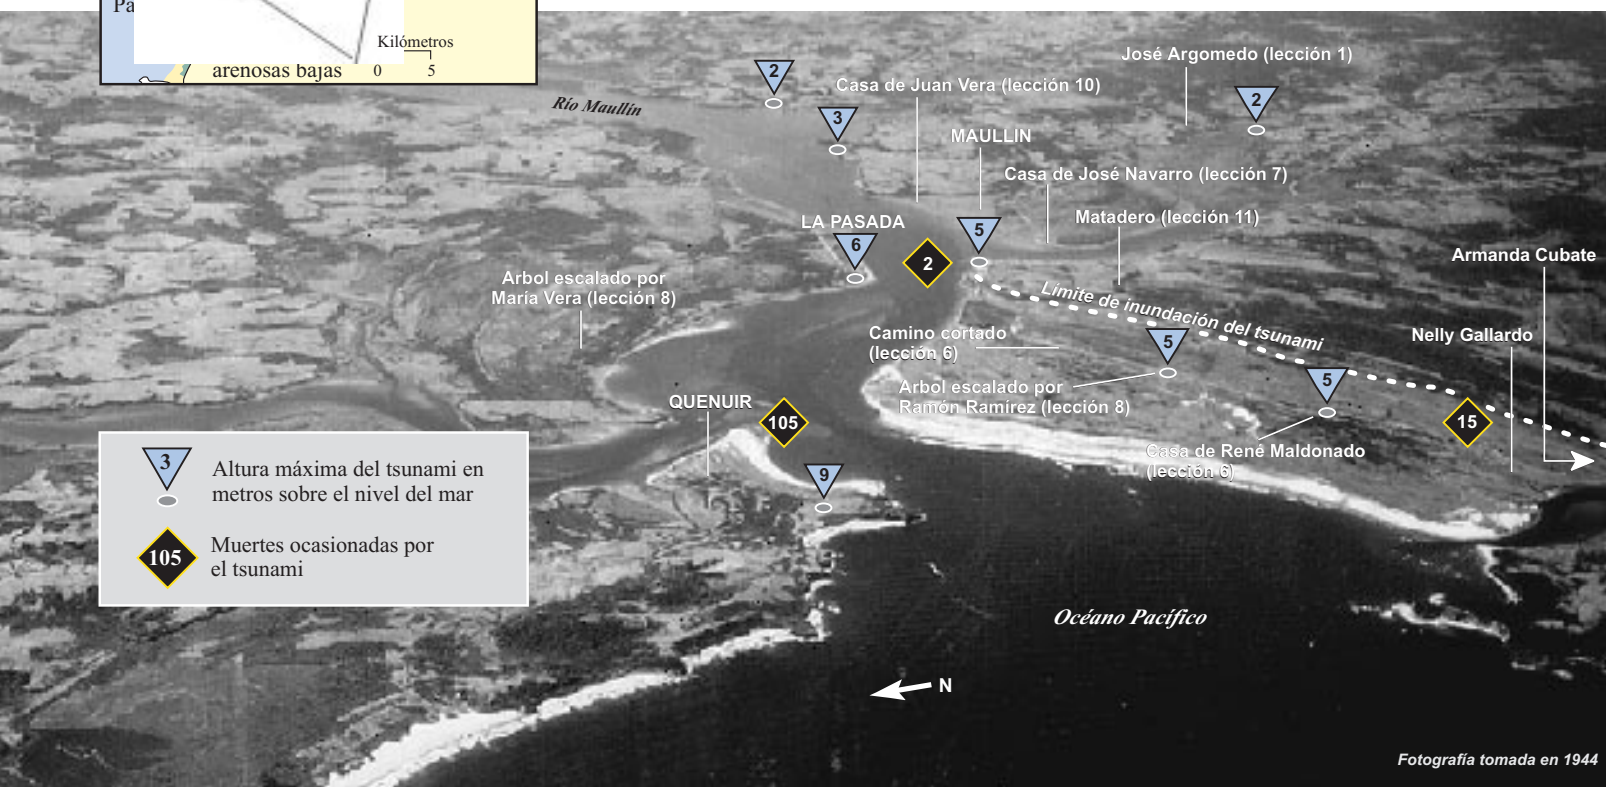 Pa
Kilómetros
arenosas bajas
0 5
José Argomedo (lección 1)
2
Casa de Juan Vera (lección 10)
2
Río Maullín
3
MAULLIN
Casa de José Navarro (lección 7)
LA PASADA
Matadero (lección 11)
5
6
2
Armanda Cubate
Arbol escalado por
María Vera (lección 8)
Limite de inundación del tsunami
Camino cortado
(lección 6)
5
Nelly Gallardo
Arbol escalado por
Ramón Ramírez (lección 8)
5
QUENUIR
105
15
Casa de René Maldonado
(lección 6)
9
3
Altura máxima del tsunami en
metros sobre el nivel del mar
105
Muertes ocasionadas por
el tsunami
Océano Pacífico
N
Fotografía tomada en 1944